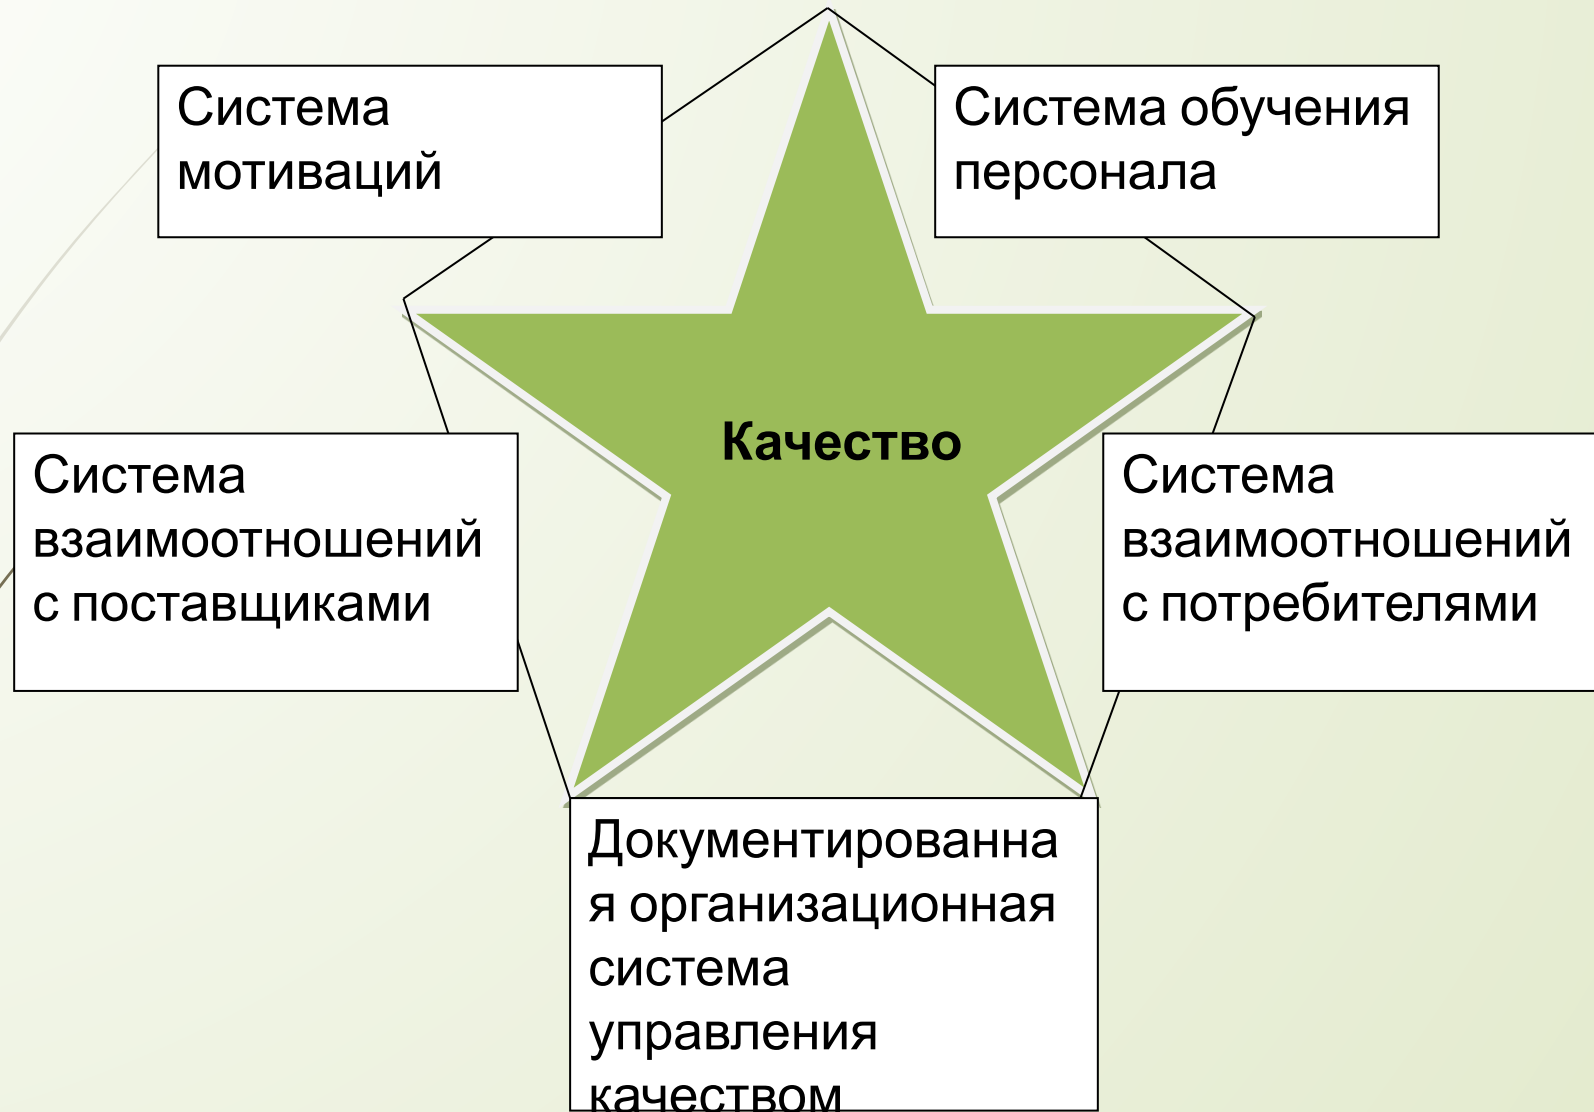 Система
мотиваций
Система обучения
персонала
Качество
Система
взаимоотношений
с поставщиками
Система
взаимоотношений
с потребителями
Документированна
я организационная
система
управления
качеством